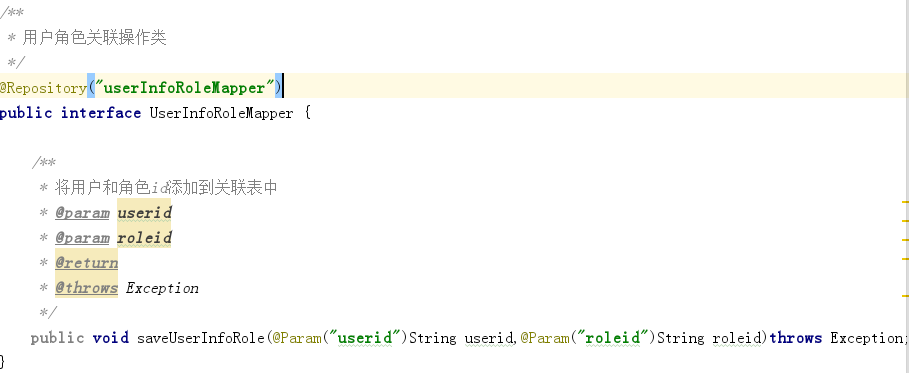 /**
 * 用户角色关联操作类
 */
@Repository("userInfoRoleMapper")
public interface UserInfoRoleMapper {
    /**
     * 将用户和角色id添加到关联表中
     * @param userid
     * @param roleid
     * @return
     * @throws Exception
     */
    public void saveUserInfoRole(@Param("userid")String userid,@Param("roleid")String roleid)throws Exception;
}